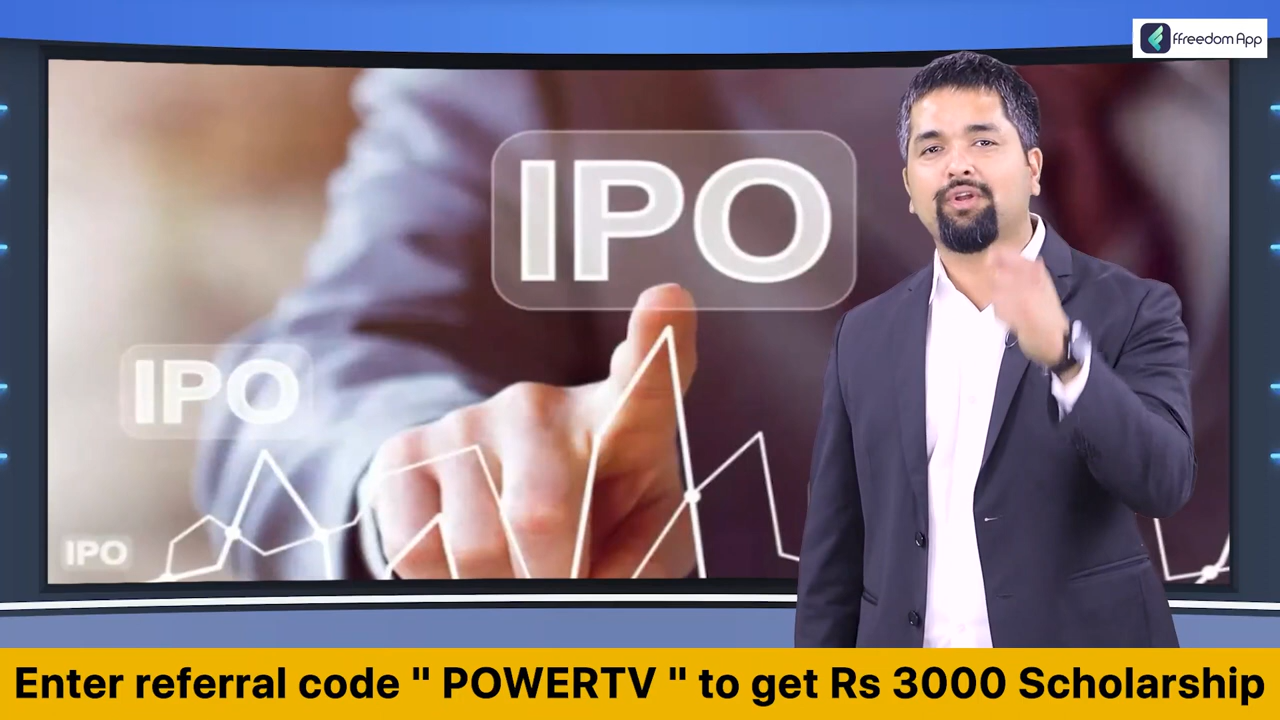 ffreedom App
IPO
IPO
IPO
Enter referral code " POWERTV " to get Rs 3000 Scholarship